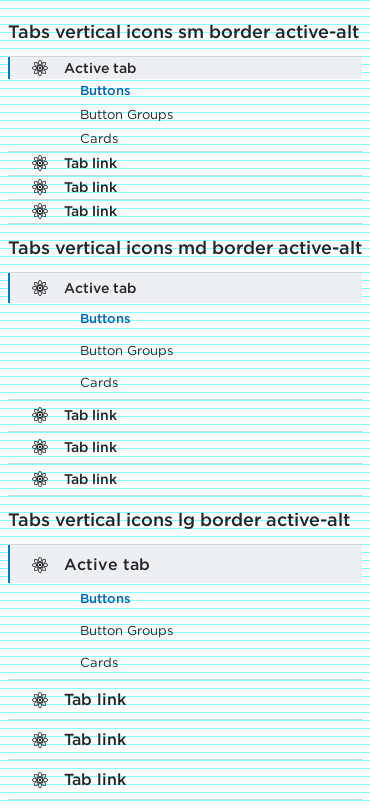 Tabs vertical icons sm border active-alt
Active tab
Buttons
Button Groups
Cards
Tab link
Tab link
Tab link
Tabs vertical icons md border active-alt
Active tab
Buttons
Button Groups
Cards
Tab link
Tab link
Tab link
Tabs vertical icons lg border active-alt
Active tab
Buttons
Button Groups
Cards
Tab link
Tab link
Tab link